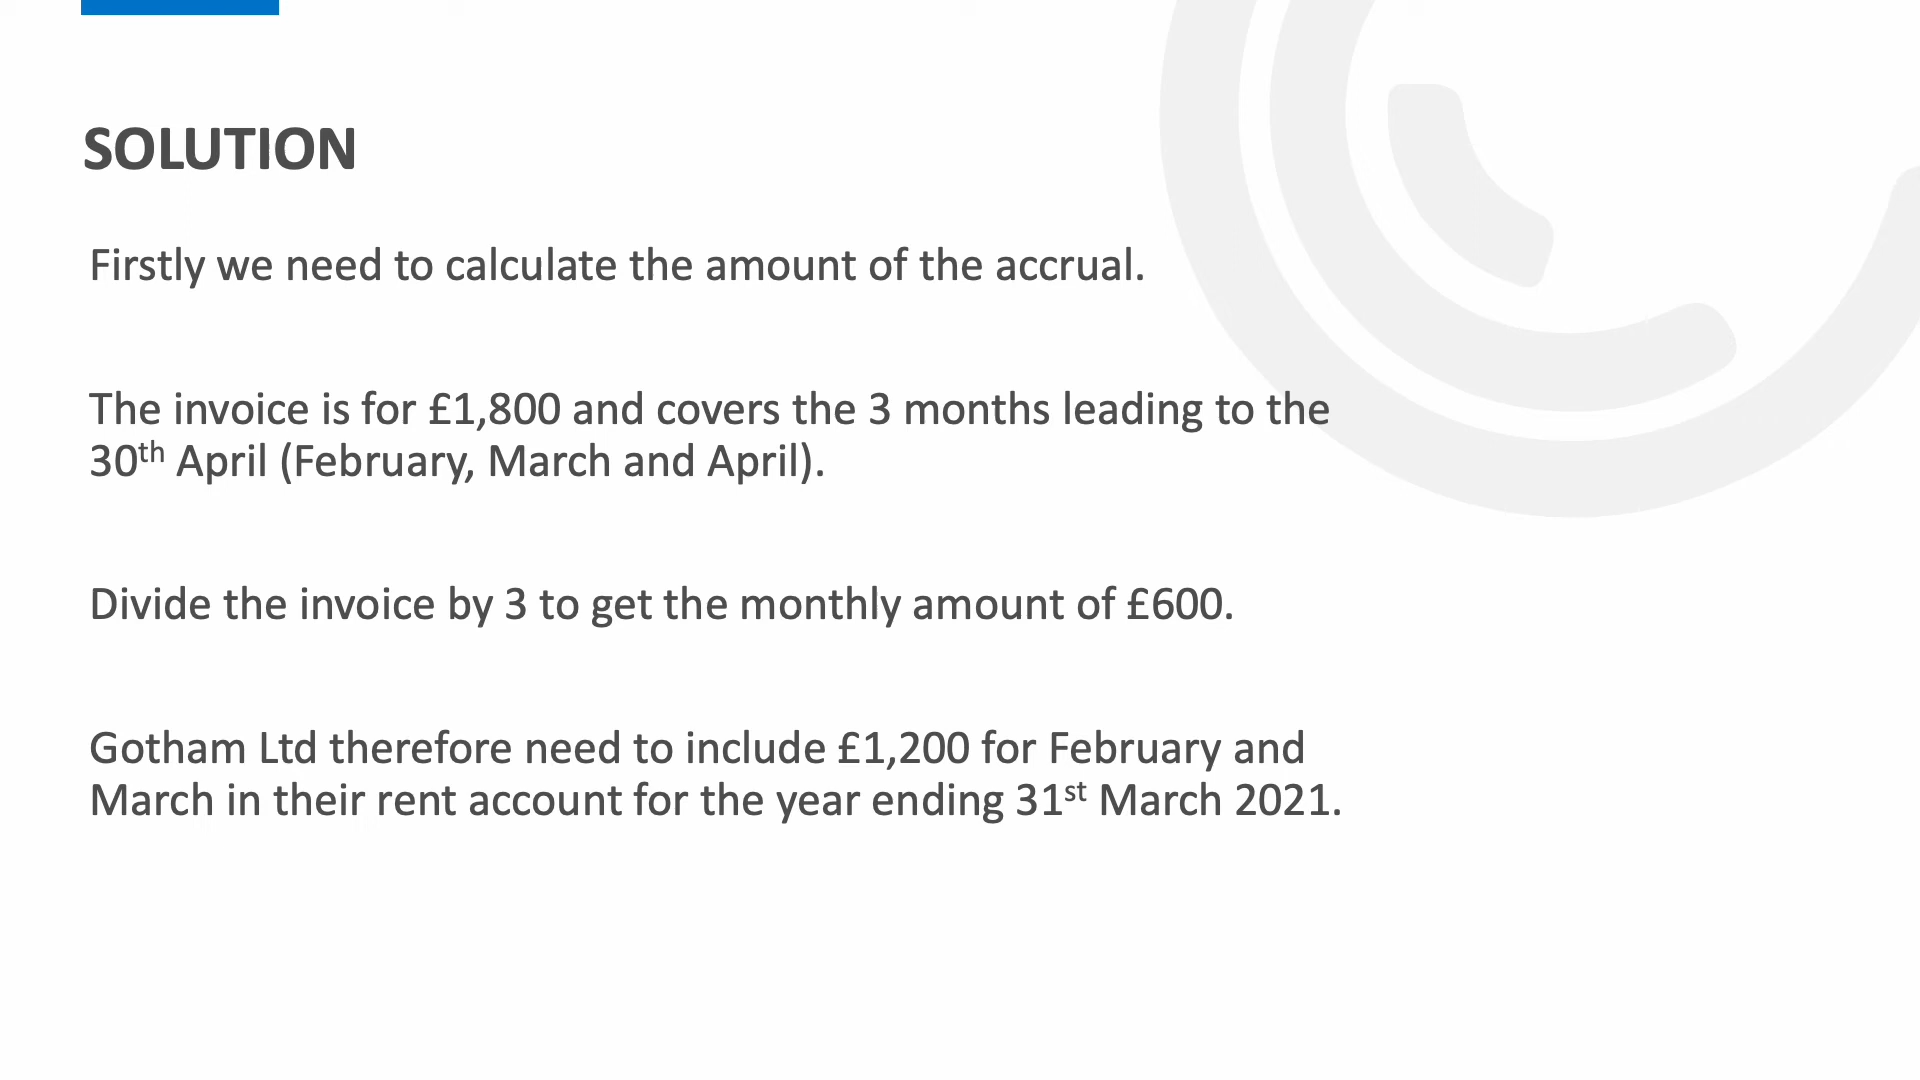 SOLUTION
Firstly we need to calculate the amount of the accrual.
The invoice is for £1,800 and covers the 3 months leading to the
30th April (February, March and April).
Divide the invoice by 3 to get the monthly amount of £600.
Gotham Ltd therefore need to include £1,200 for February and
March in their rent account for the year ending 31st March 2021.